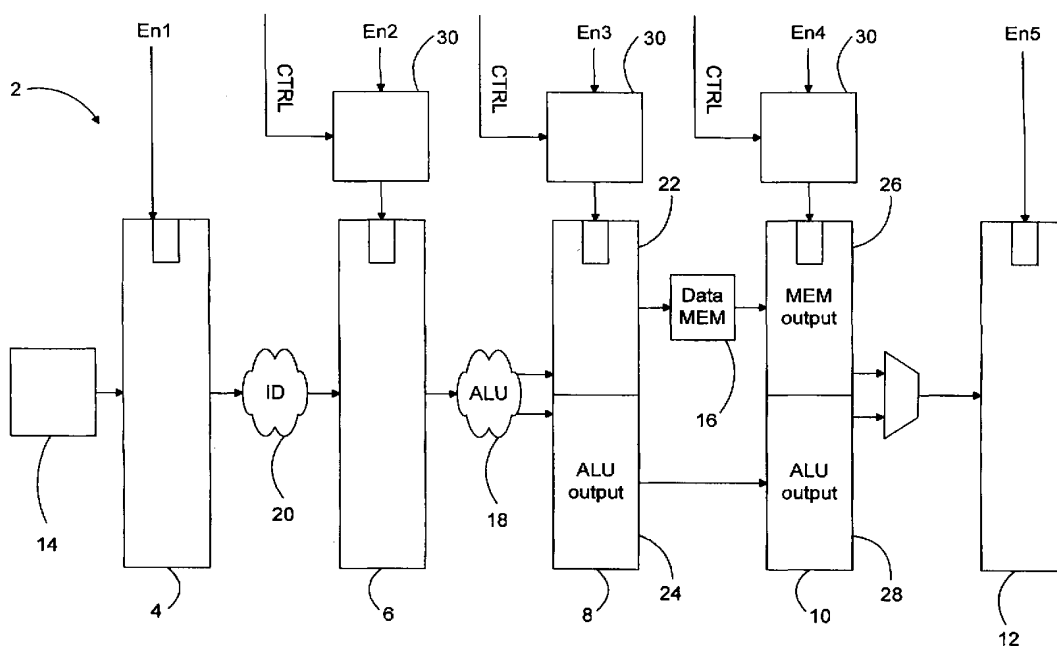 En1
En2
30
En3
En4
30
En5
2
CTRL
CTRL
CTRL
22
26
Data
MEM
MEM
output
ID
ALU
16
14
20
18
ALU
output
ALU
output
24
28
4
6
8
10
12